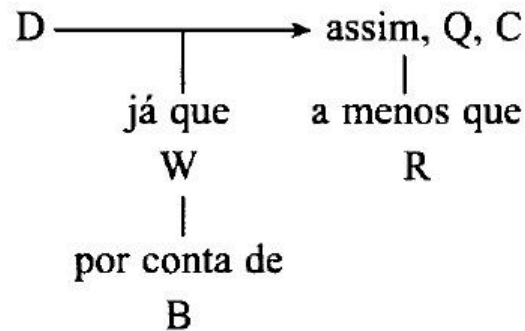 D assim, Q, C
já que a menos que
W R
por conta de
B